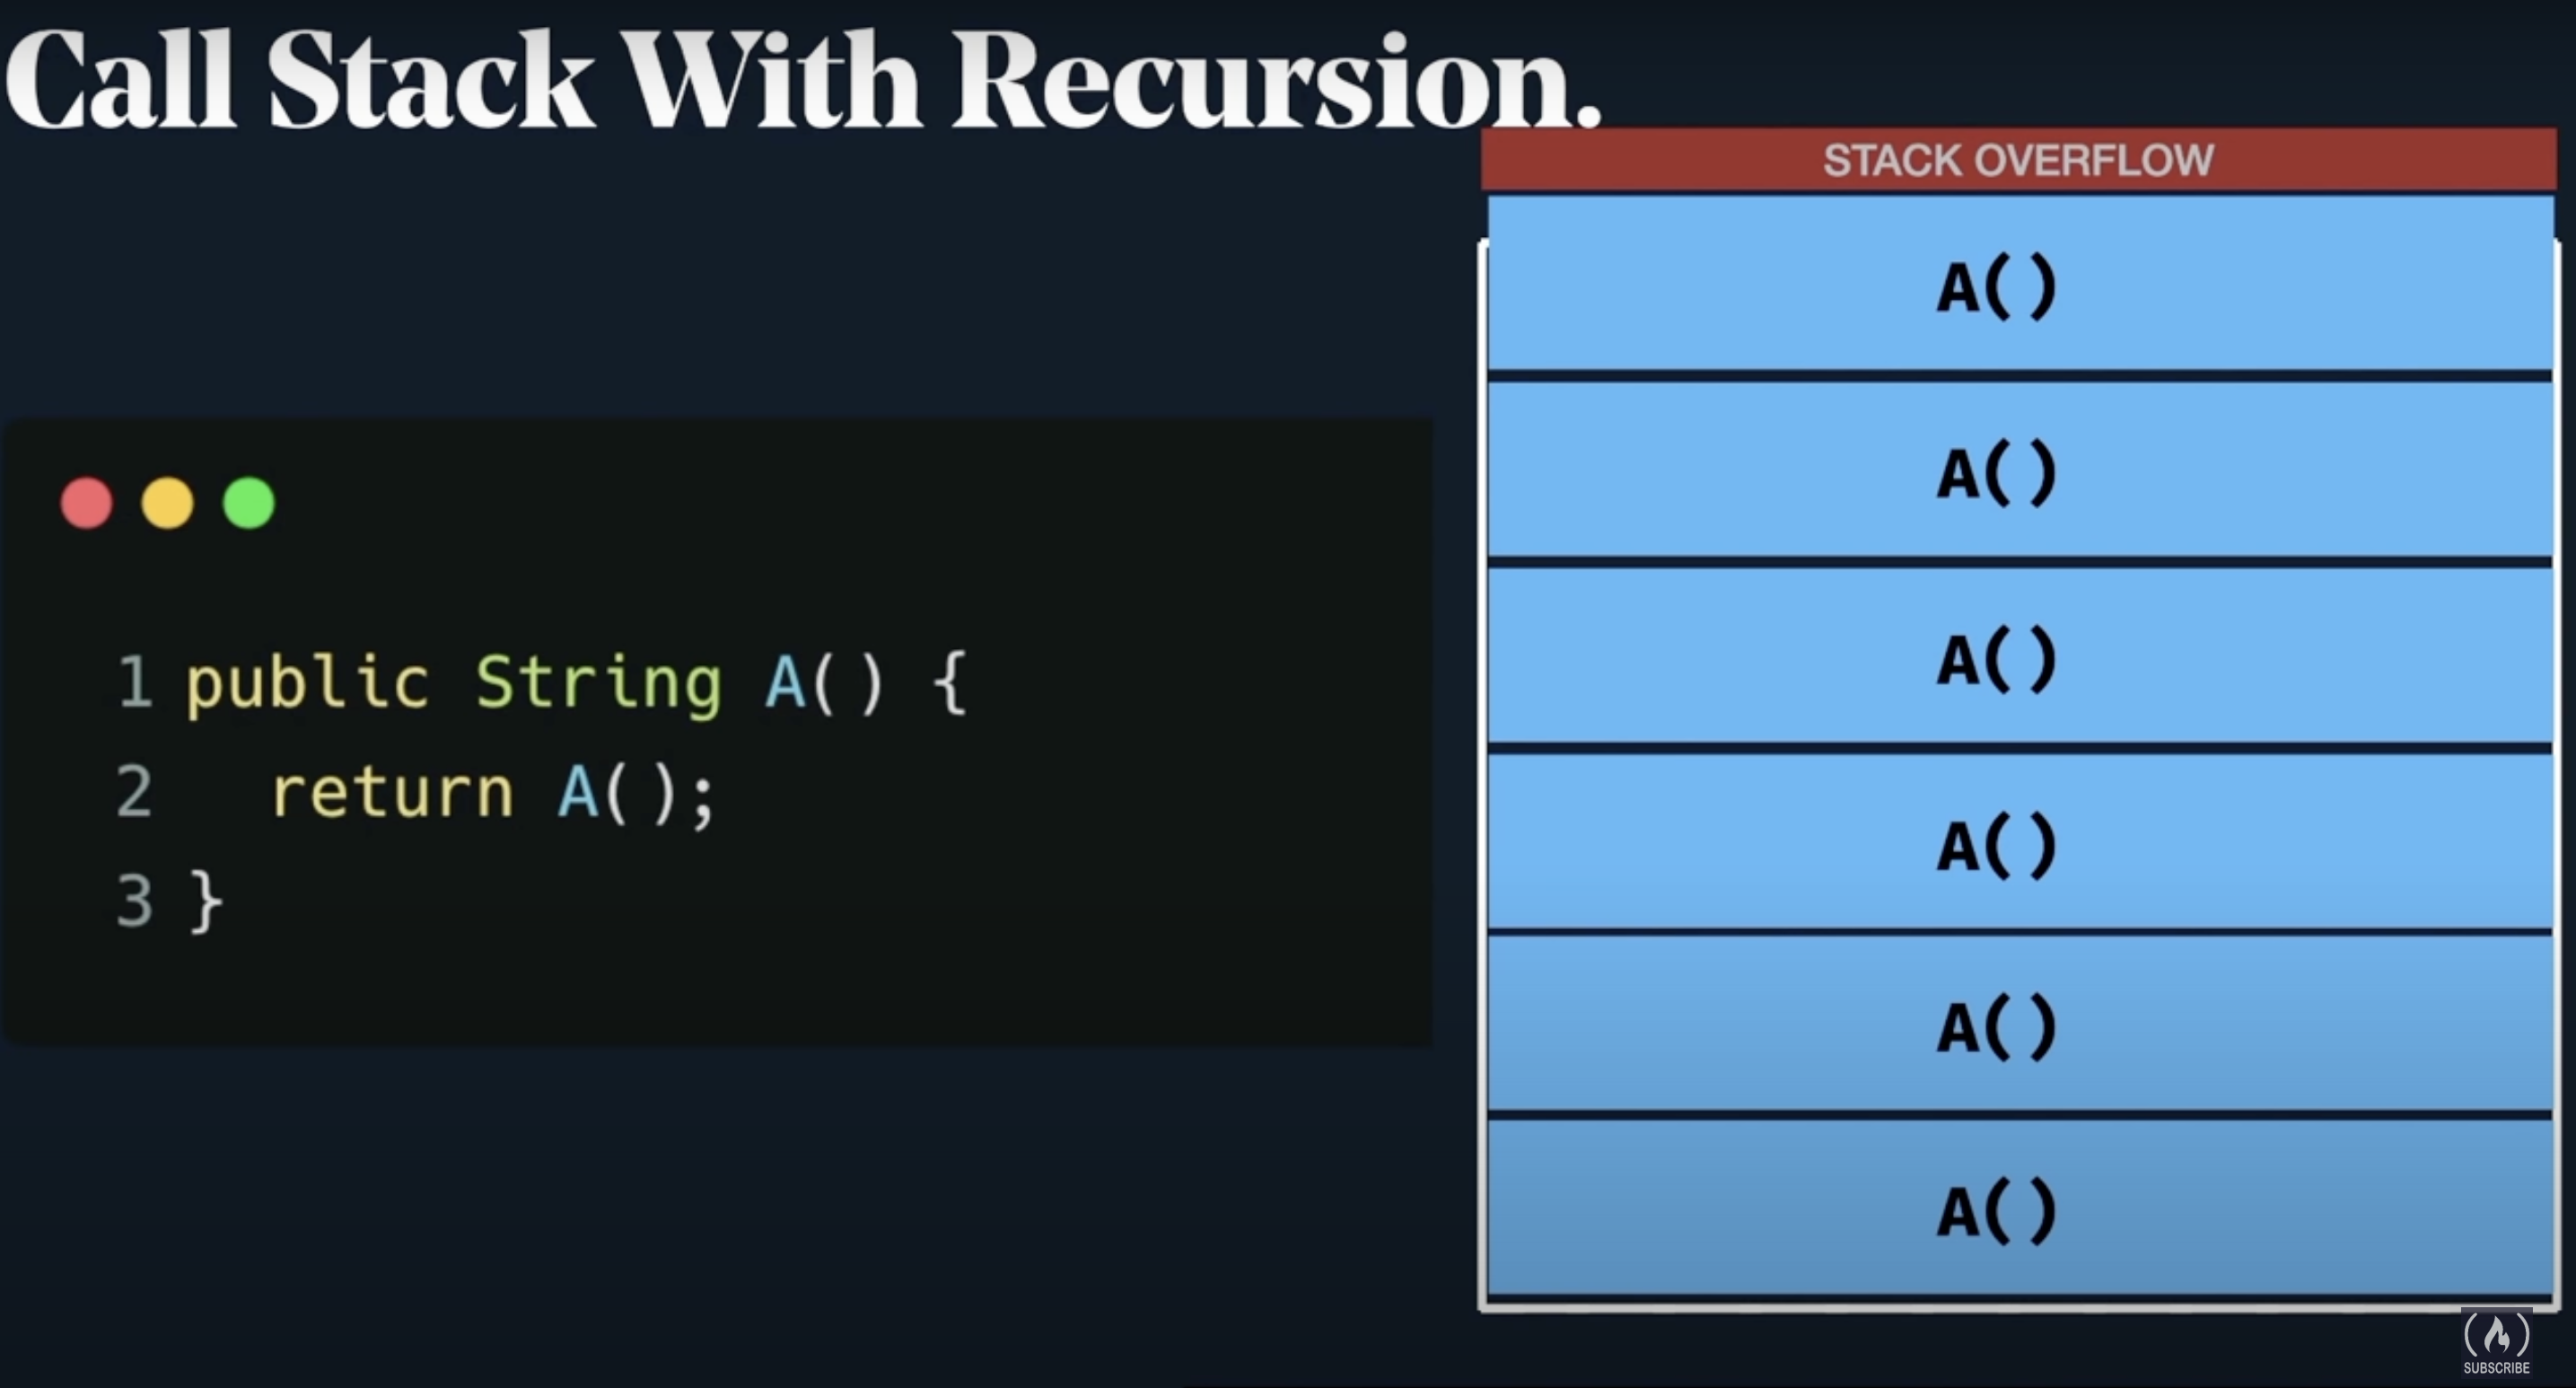 Call Stack With Recursion.
STACK OVERFLOW
A()
A()
A()
A()
A()
A()
1 public String A() {
2   return A();
3 }
SUBSCRIBE